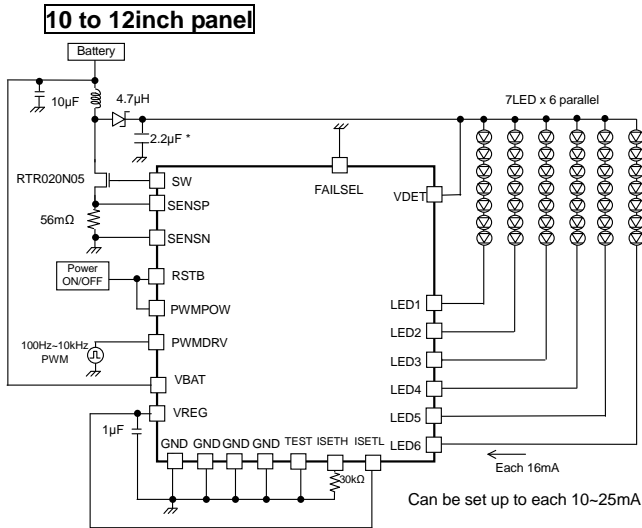 10 to 12inch panel
Battery
10µF
4.7µH
2.2µF *
7LED x 6 parallel
RTR020N05
56mΩ
SW
SENSP
SENSN
FAILSEL
VDET
Power
ON/OFF
RSTB
PWMPOW
100Hz~10kHz
PWM
PWMDRV
VBAT
VREG
1µF
LED1
LED2
LED3
LED4
LED5
LED6
GND GND GND GND TEST ISETH ISETL
30kΩ
Each 16mA
Can be set up to each 10~25mA